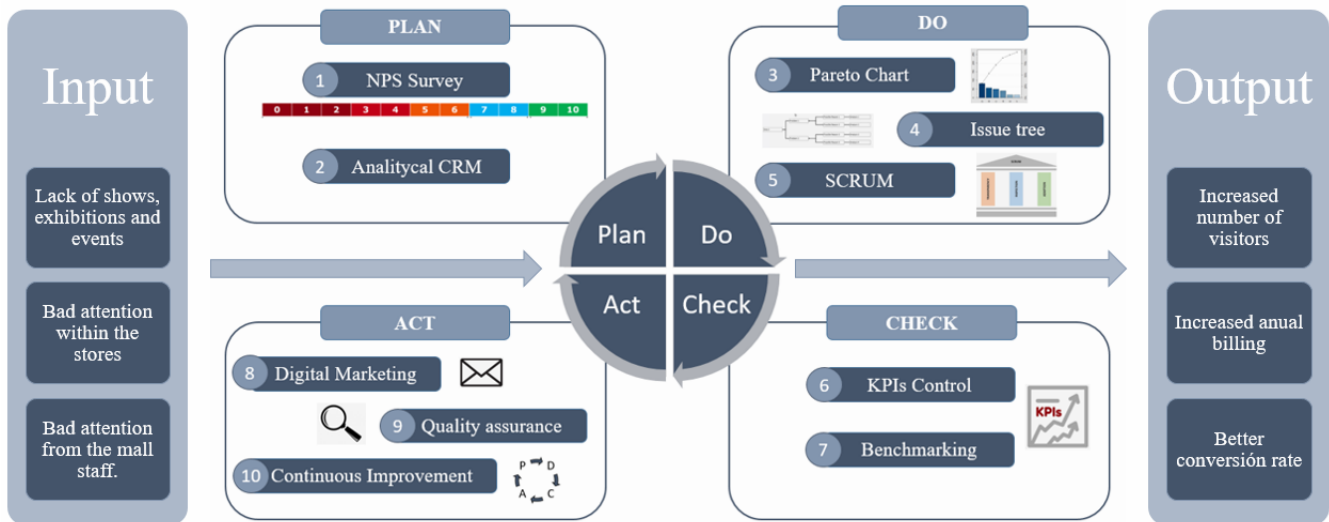 Input
Lack of shows,
exhibitions and
events
Bad attention
within the
stores
Bad attention
from the mall
staff.
PLAN
1 NPS Survey
0 1 2 3 4 5 6 7 8 9 10
2 Analitycal CRM
DO
3 Pareto Chart
4 Issue tree
5 SCRUM
Plan
Do
Act
Check
ACT
8 Digital Marketing
9 Quality assurance
10 Continuous Improvement
P D
A C
CHECK
6 KPIs Control
KPIs
7 Benchmarking
Output
Increased
number of
visitors
Increased anual
billing
Better
conversión rate